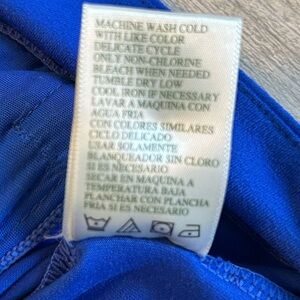 MACHINE WASH COLD
WITH LIKE COLOR
DELICATE CYCLE
ONLY NON-CHLORINE
BLEACH WHEN NEEDED
TUMBLE DRY LOW
COOL IRON IF NECESSARY
LAVAR A MAQUINA CON
AGUA FRIA
CON COLORES SIMILARES
CICLO DELICADO
USAR SOLAMENTE
BLANQUEADOR SIN CLORO
SI ES NECESARIO
SECAR EN MAQUINA A
TEMPERATURA BAJA
PLANCHAR CON PLANCHA
FRIA SI ES NECESARIO